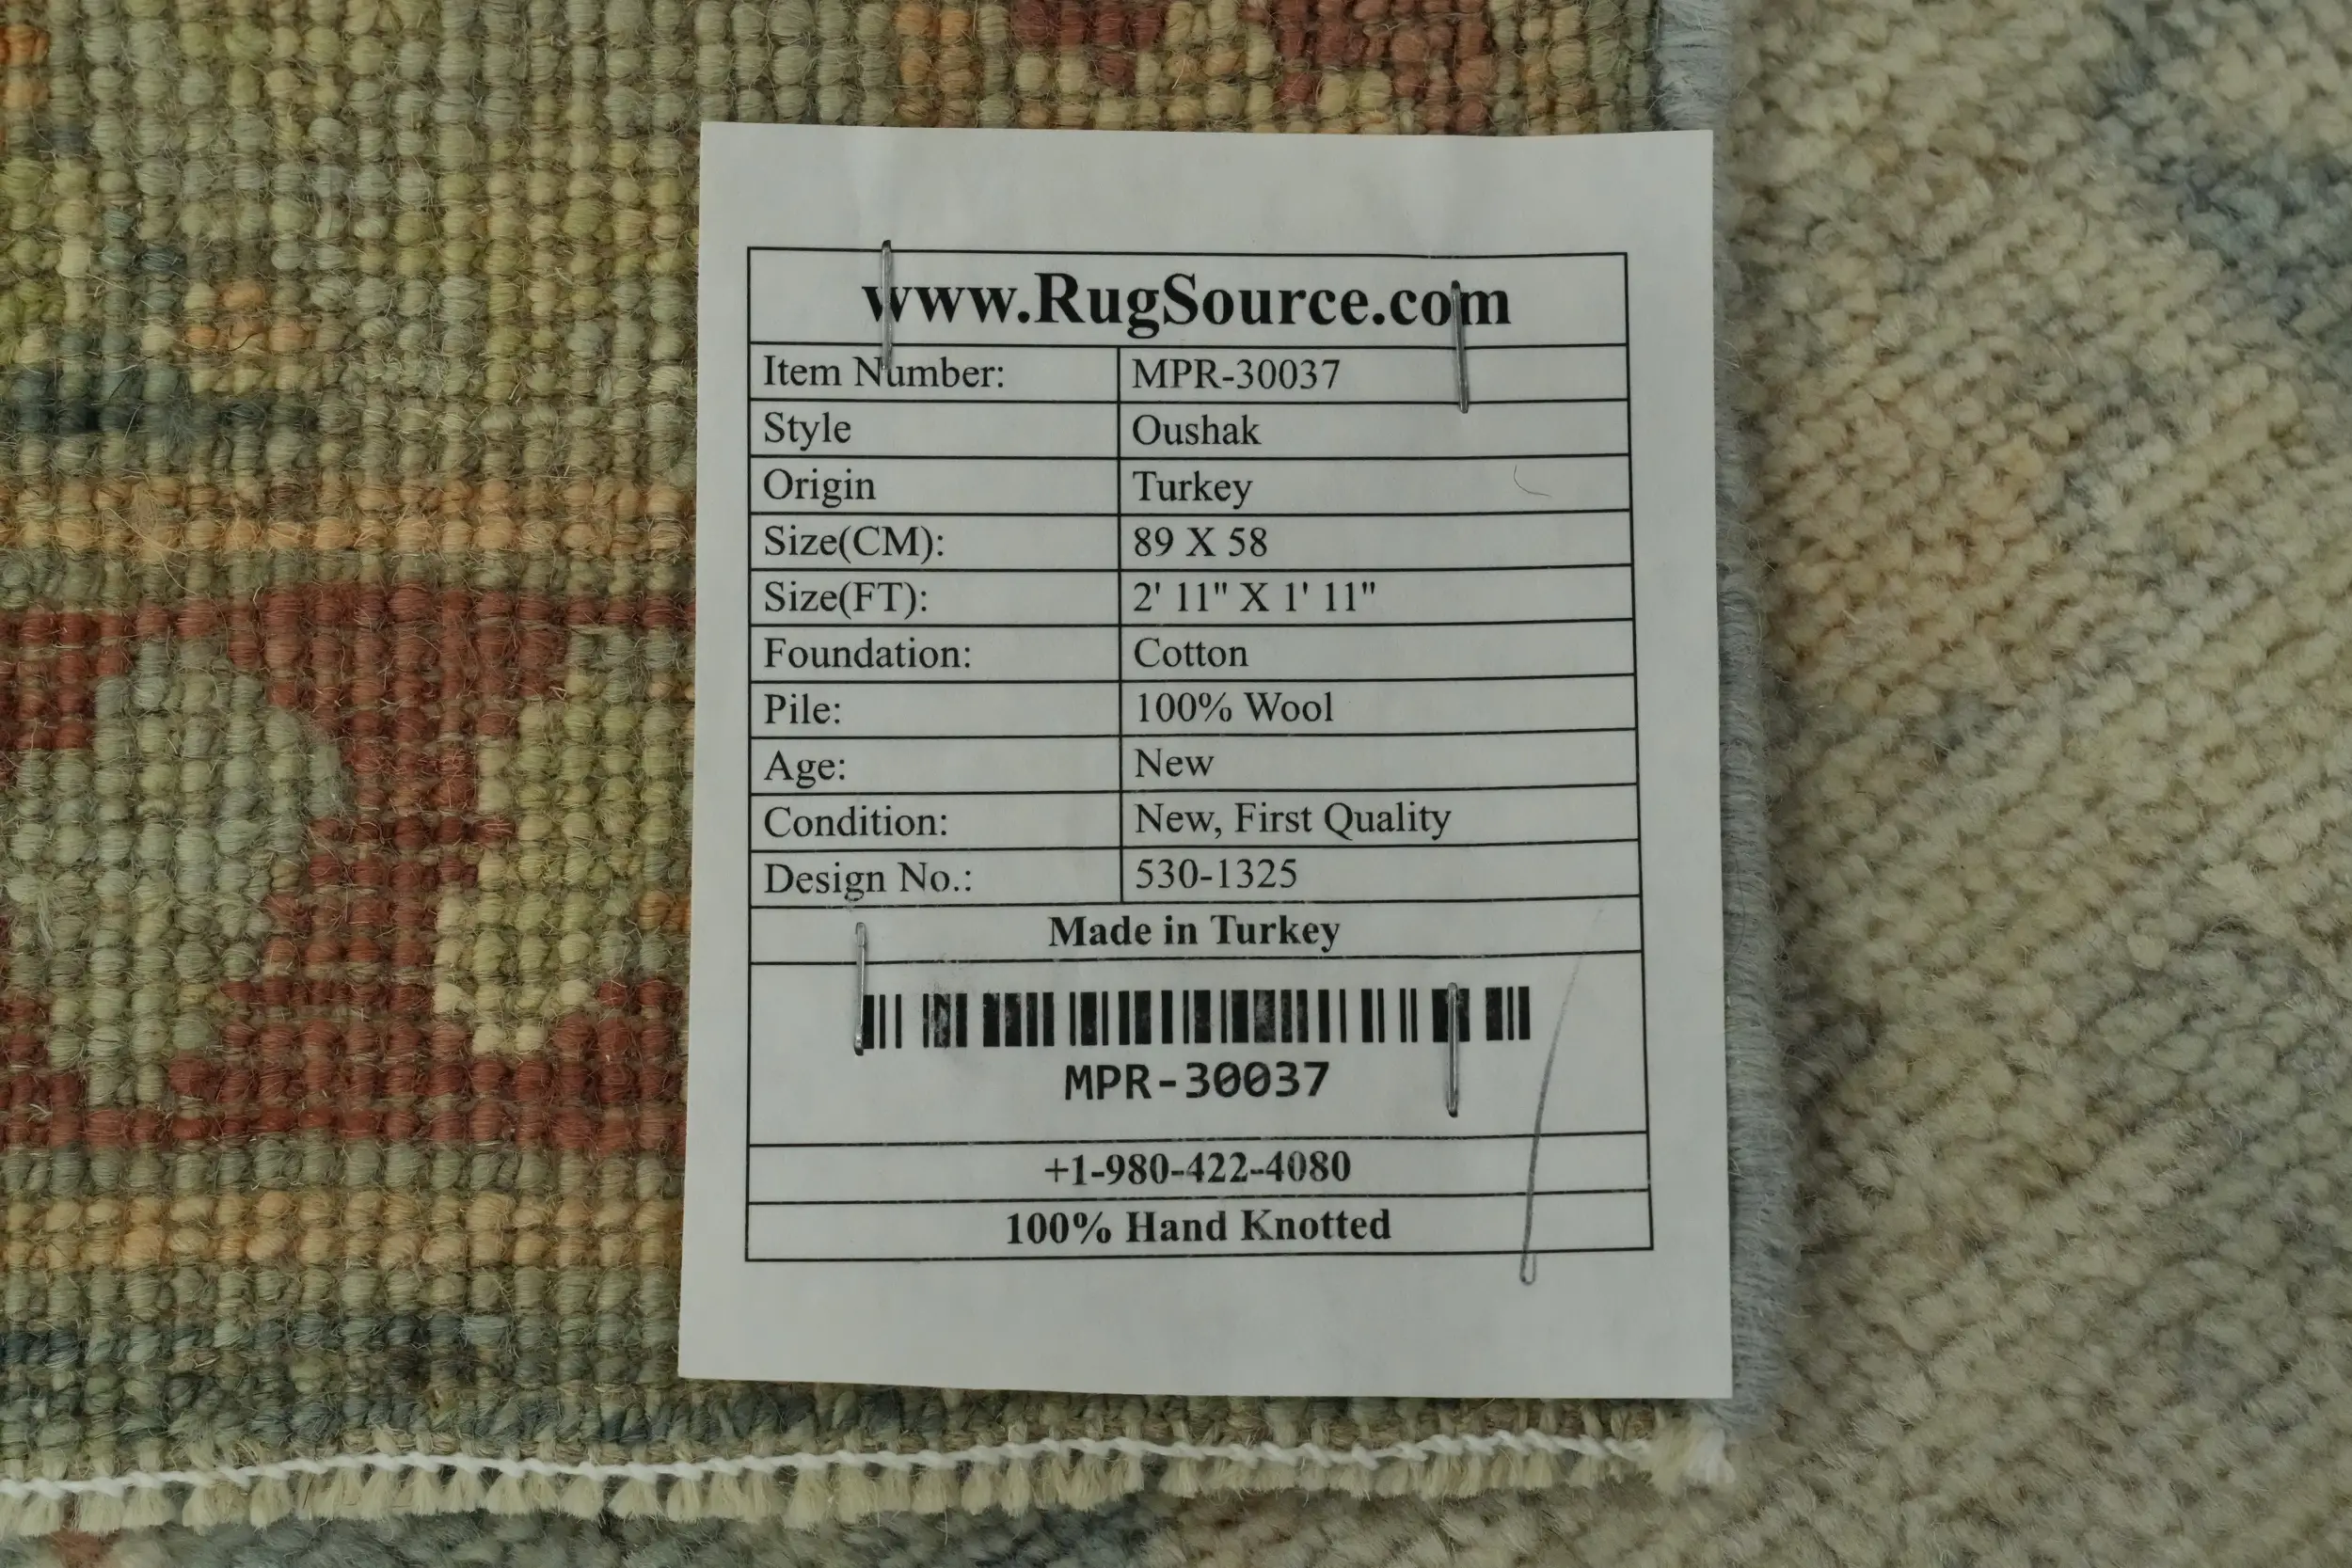 www.RugSource.com
Item Number: MPR-30037
Style Oushak
Origin Turkey
Size(CM): 89 X 58
Size(FT): 2' 11" X 1' 11"
Foundation: Cotton
Pile: 100% Wool
Age: New
Condition: New, First Quality
Design No.: 530-1325
Made in Turkey
MPR-30037
+1-980-422-4080
100% Hand Knotted